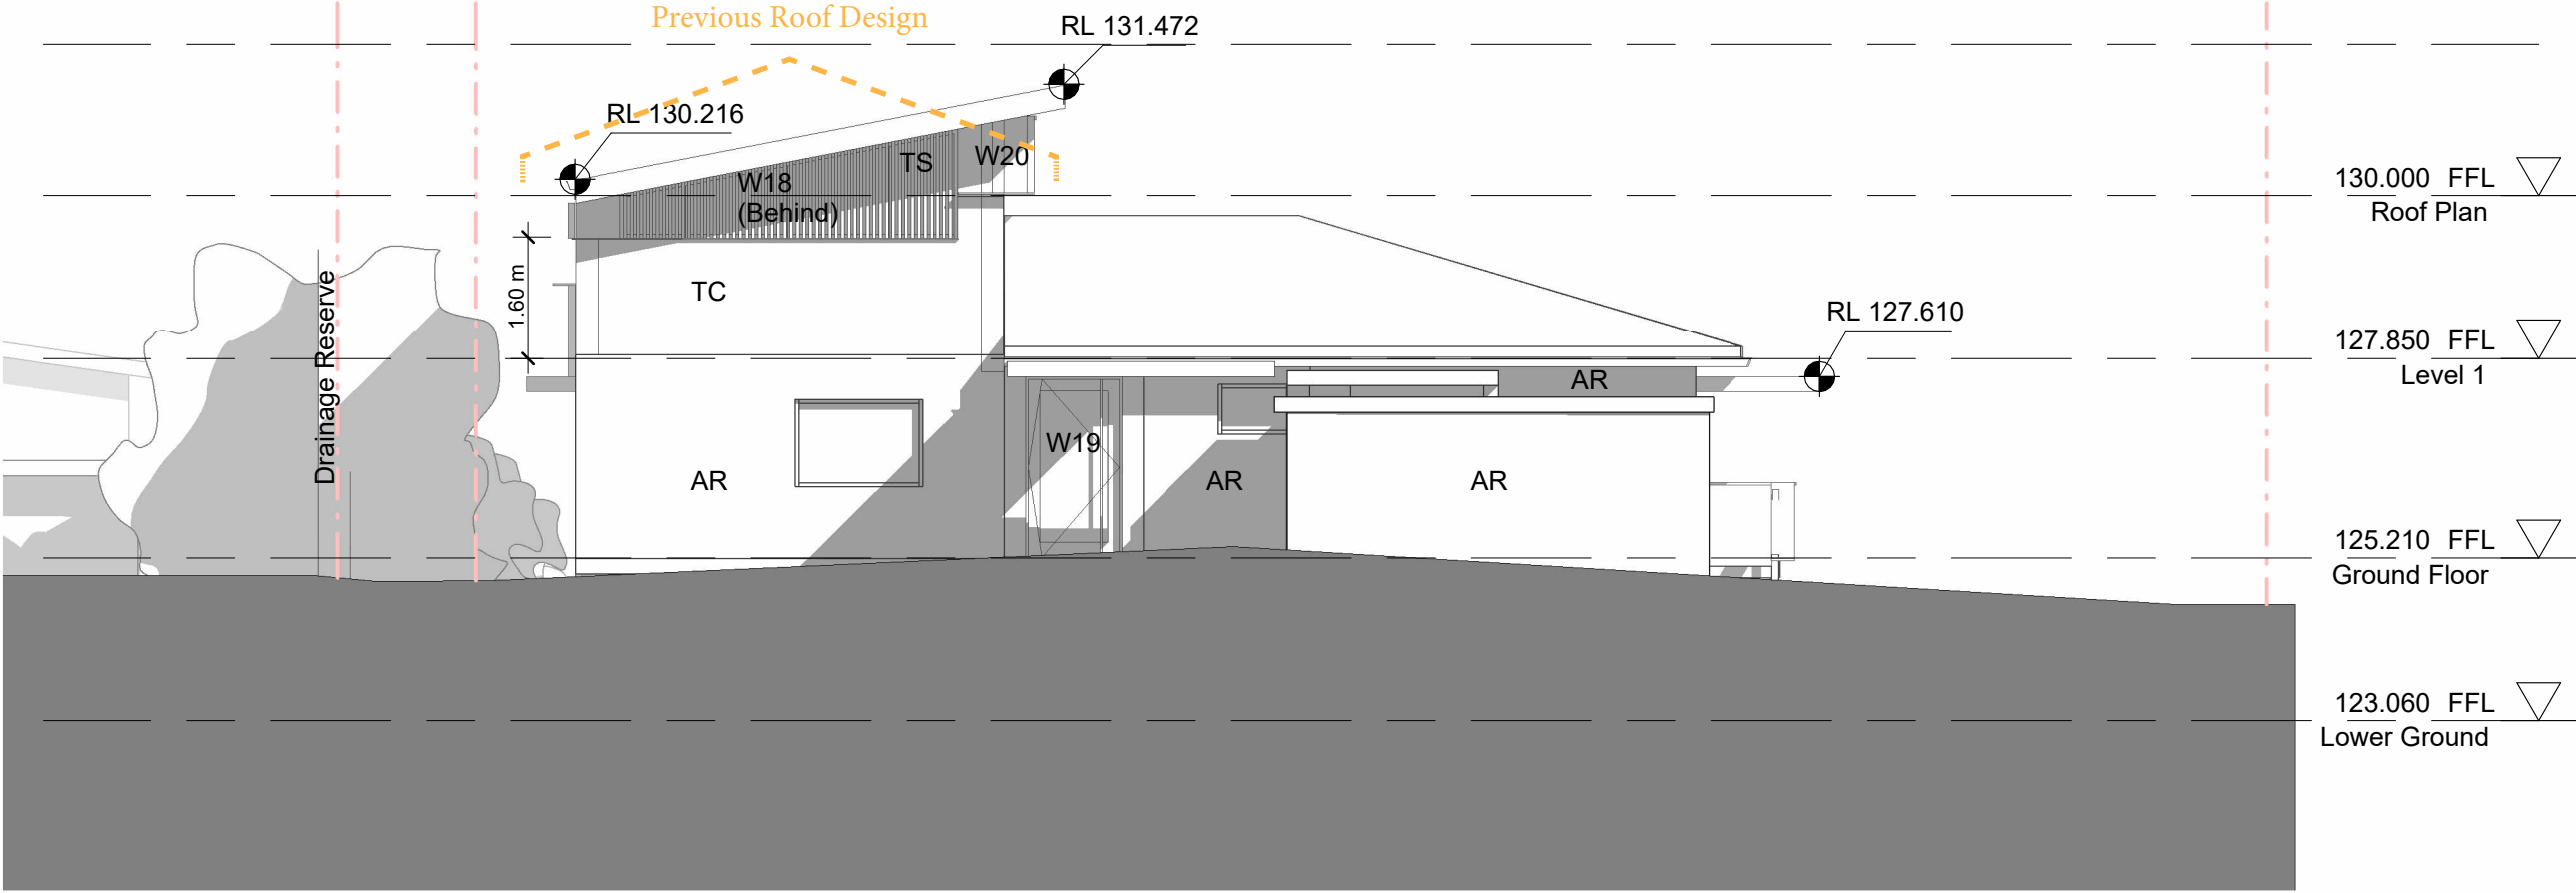 Previous Roof Design
RL 131.472
RL 130.216
TS
W20
W18
(Behind)
130.000 FFL
Roof Plan
1.60 m
TC
Drainage Reserve
RL 127.610
127.850 FFL
Level 1
AR
W19
AR
AR
AR
125.210 FFL
Ground Floor
123.060 FFL
Lower Ground